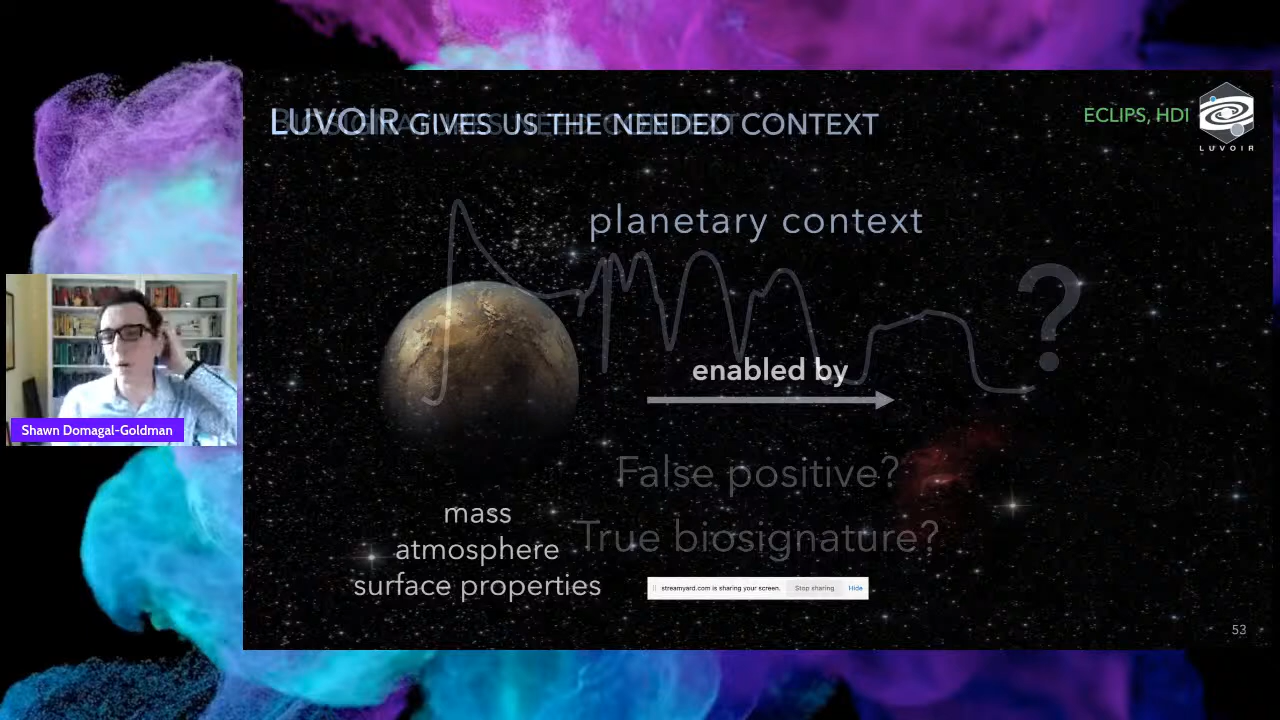 LUVOIR GIVES US THE NEEDED CONTEXT
ECLIPS, HDI
LUVOIR
planetary context
?
enabled by
False positive?
True biosignature?
mass
atmosphere
surface properties
streamyard.com is sharing your screen. Stop sharing Hide
53
Shawn Domagal-Goldman